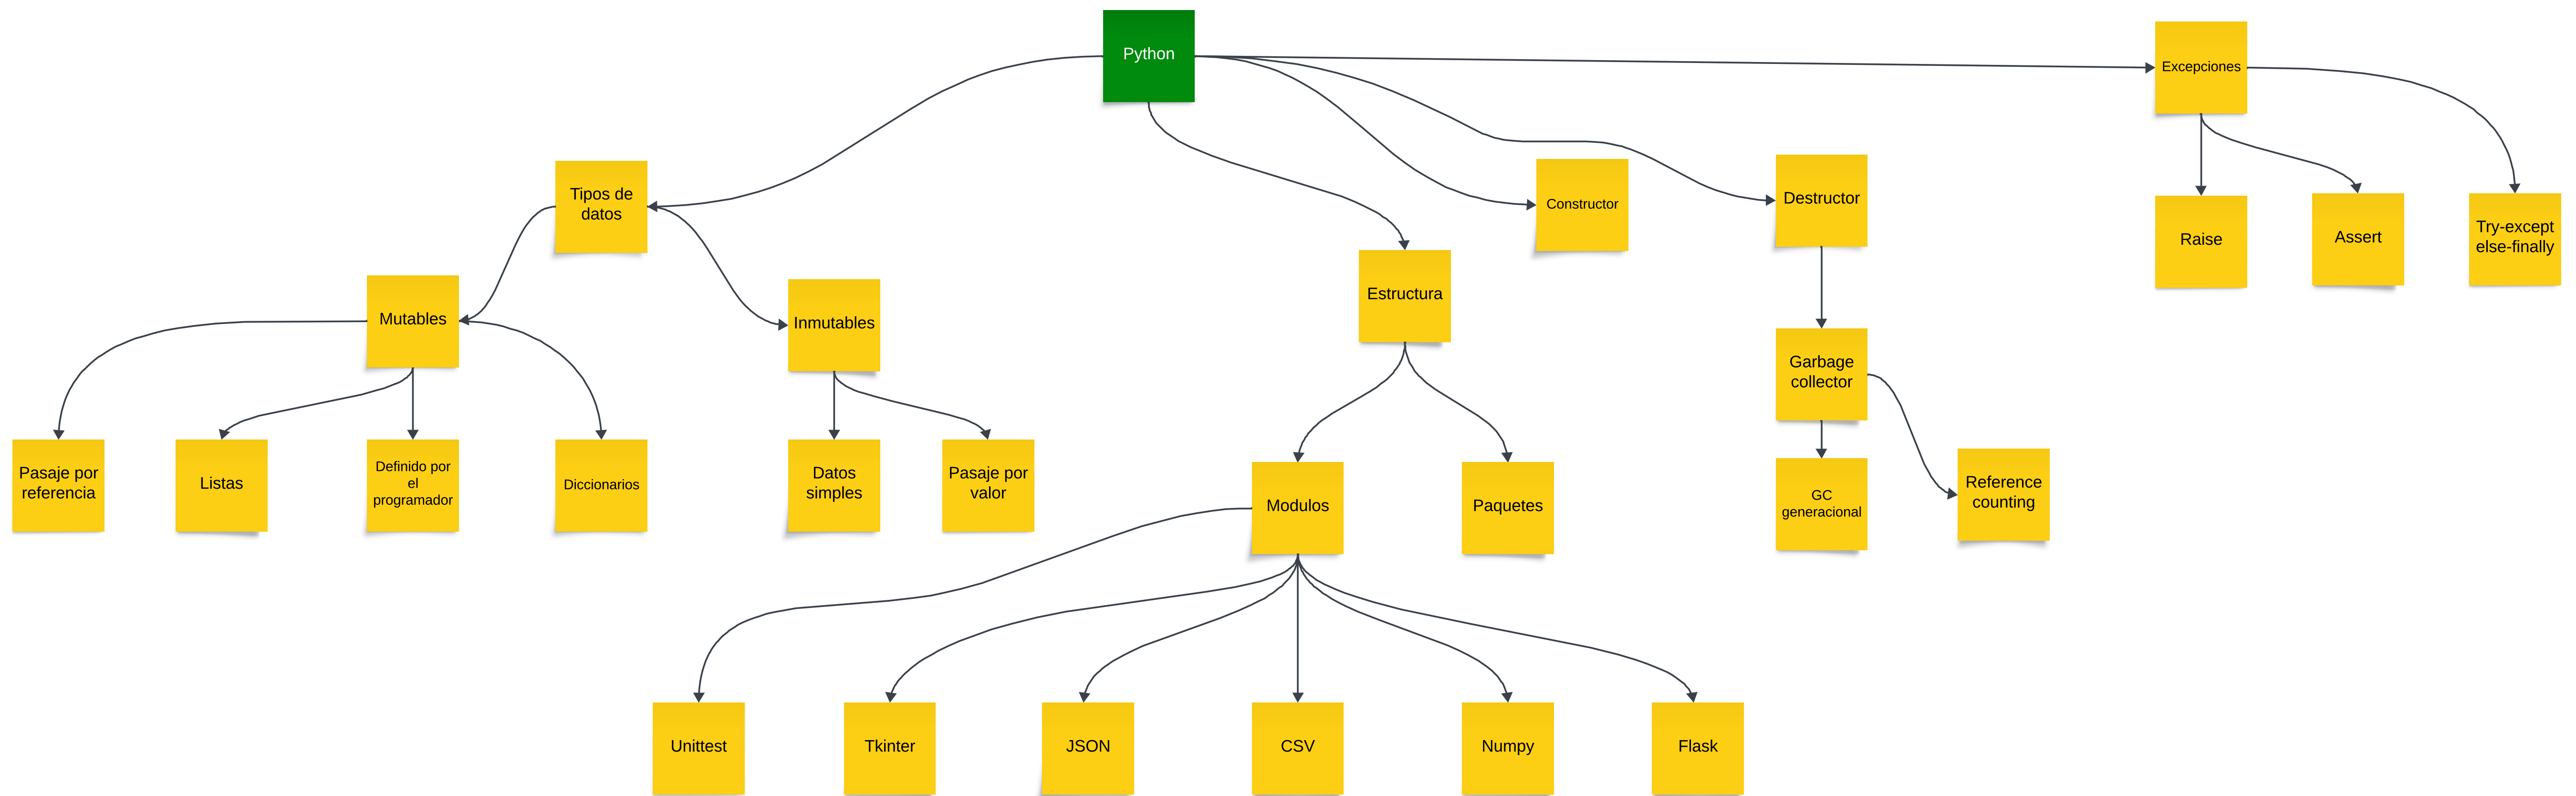 Python
Excepciones
Tipos de
datos
Constructor
Destructor
Raise
Assert
Try-except
else-finally
Mutables
Inmutables
Estructura
Garbage
collector
Pasaje por
referencia
Listas
Definido por
el
programador
Diccionarios
Datos
simples
Pasaje por
valor
Modulos
Paquetes
GC
generacional
Reference
counting
Unittest
Tkinter
JSON
CSV
Numpy
Flask